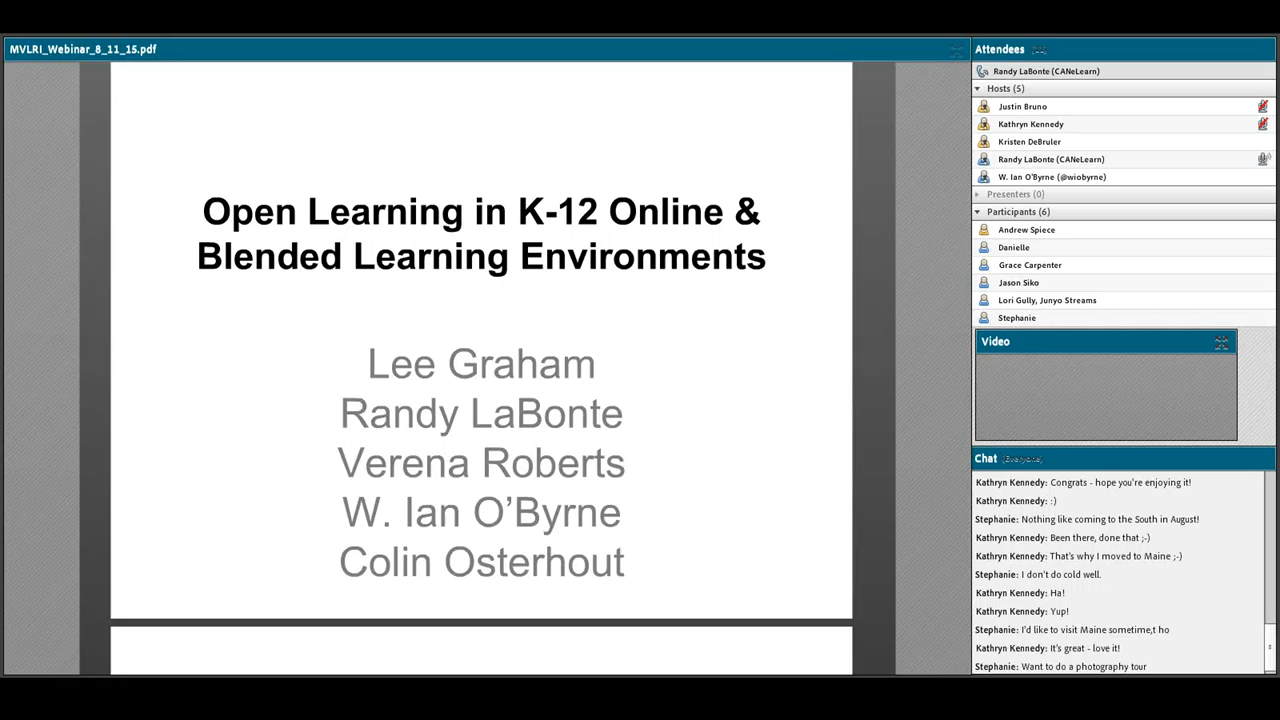 MVLRI_Webinar_8_11_15.pdf
Open Learning in K-12 Online &
Blended Learning Environments
Lee Graham
Randy LaBonte
Verena Roberts
W. Ian O’Byrne
Colin Osterhout
Attendees
Randy LaBonte (CANeLearn)
Hosts (5)
Justin Bruno
Kathryn Kennedy
Kristen DeBruler
Randy LaBonte (CANeLearn)
W. Ian O'Byrne (@wiobyrne)
Presenters (0)
Participants (6)
Andrew Spiece
Danielle
Grace Carpenter
Jason Siko
Lori Gully, Junyo Streams
Stephanie
Video
Chat (Everyone)
Kathryn Kennedy: Congrats - hope you're enjoying it!
Kathryn Kennedy: :)
Stephanie: Nothing like coming to the South in August!
Kathryn Kennedy: Been there, done that ;-)
Kathryn Kennedy: That's why I moved to Maine ;-)
Stephanie: I don't do cold well.
Kathryn Kennedy: Ha!
Kathryn Kennedy: Yup!
Stephanie: I'd like to visit Maine sometime,t ho
Kathryn Kennedy: It's great - love it!
Stephanie: Want to do a photography tour